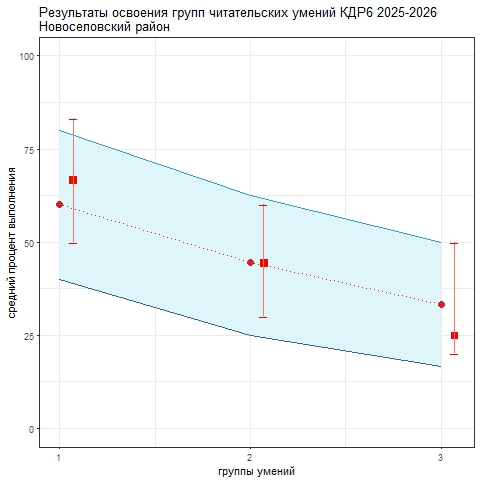 Результаты освоения групп читательских умений КДР6 2025-2026
Новоселовский район
100
75
50
25
0
средний процент выполнения
1
2
3
группы умений